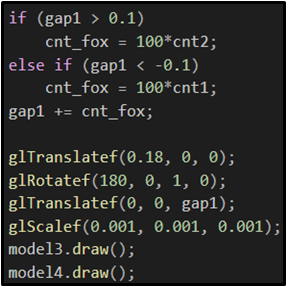 if (gap1 > 0.1)
    cnt_fox = 100*cnt2;
else if (gap1 < -0.1)
    cnt_fox = 100*cnt1;
gap1 += cnt_fox;

glTranslatef(0.18, 0, 0);
glRotatef(180, 0, 1, 0);
glTranslatef(0, 0, gap1);
glScalef(0.001, 0.001, 0.001);
model3.draw();
model4.draw();